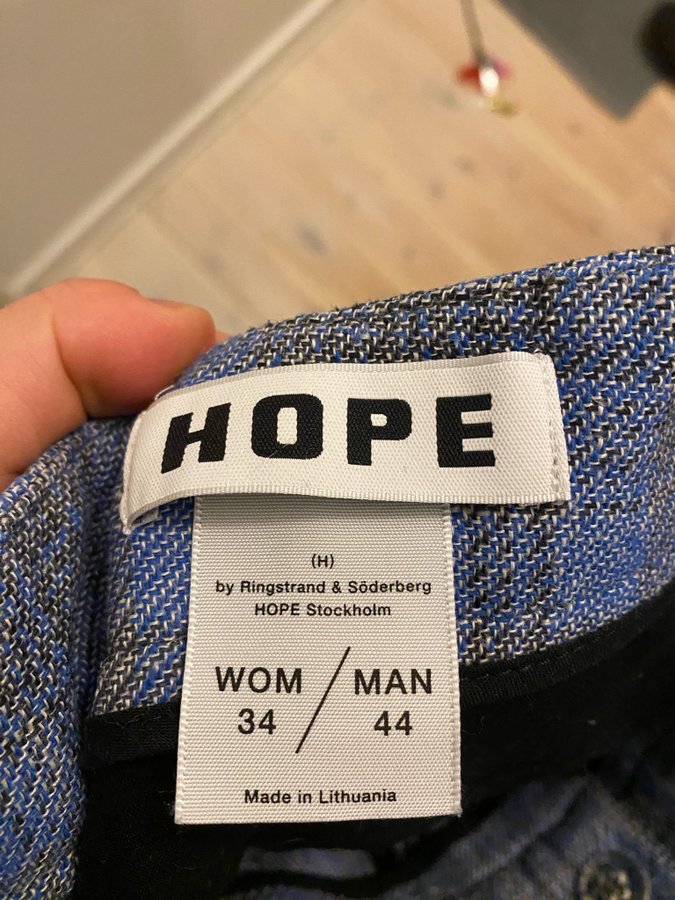 HOPE
(H)
by Ringstrand & Söderberg
HOPE Stockholm
WOM / MAN
34 44
Made in Lithuania